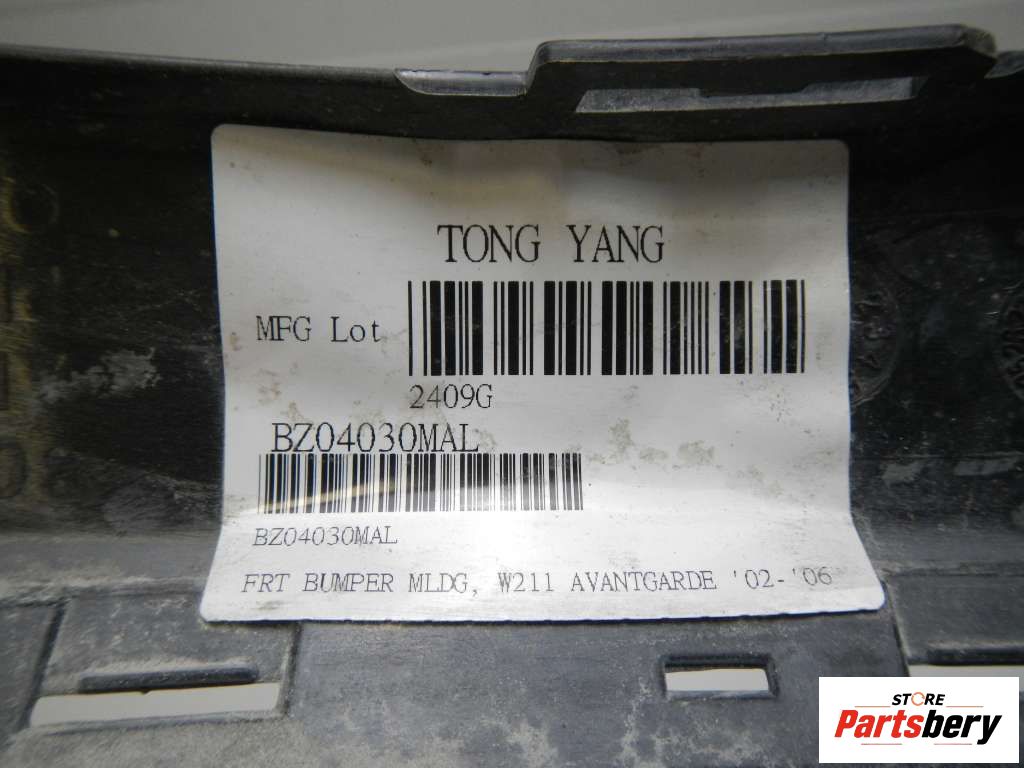 TONG YANG
MFG Lot
2409G
BZ04030MAL
BZ04030MAL
FRT BUMPER MLDG, W211 AVANTGARDE '02-'06
STORE
Partsbery